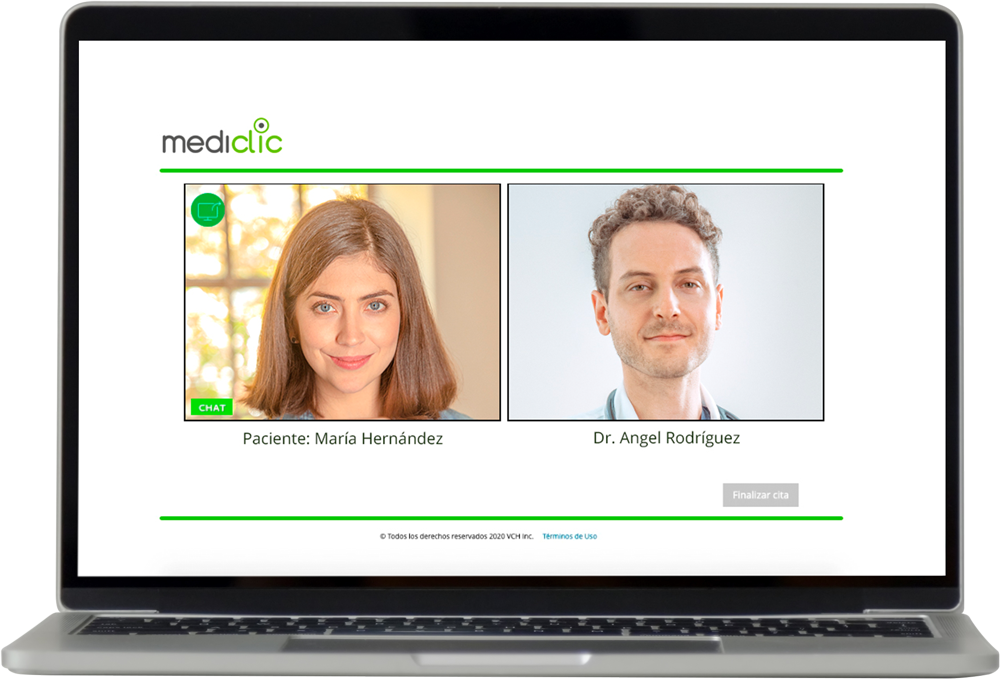 mediclic
CHAT
Paciente: María Hernández
Dr. Angel Rodríguez
Finalizar cita
© Todos los derechos reservados 2020 VCH Inc. Términos de Uso